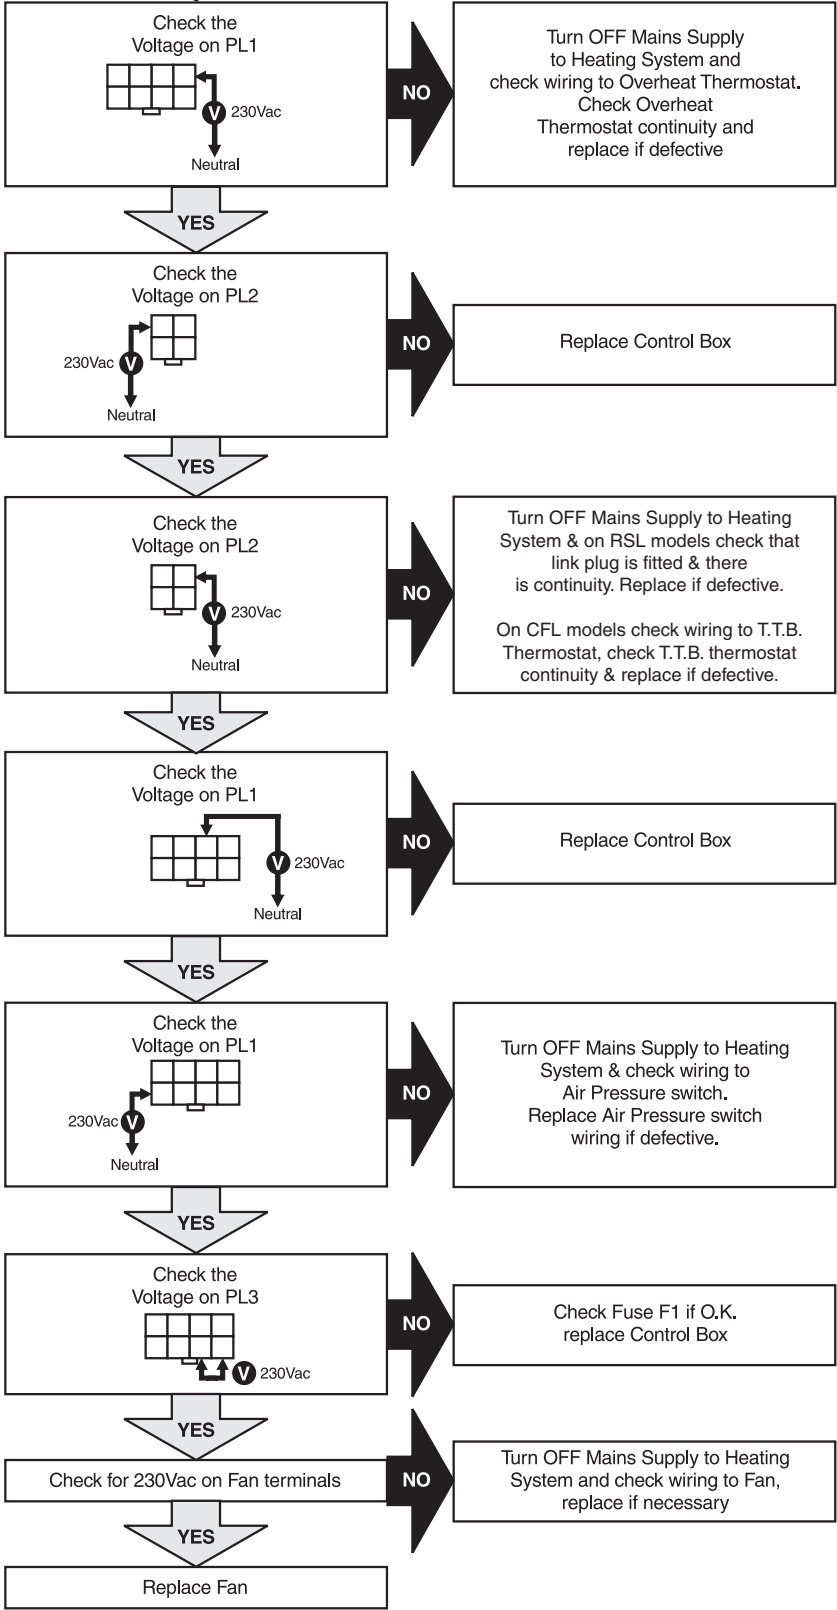 Check the
Voltage on PL1
V
230Vac
Neutral
NO
Turn OFF Mains Supply
to Heating System and
check wiring to Overheat Thermostat.
Check Overheat
Thermostat continuity and
replace if defective
YES
Check the
Voltage on PL2
230Vac
V
Neutral
NO
Replace Control Box
YES
Check the
Voltage on PL2
V
230Vac
Neutral
NO
Turn OFF Mains Supply to Heating
System & on RSL models check that
link plug is fitted & there
is continuity. Replace if defective.
On CFL models check wiring to T.T.B.
Thermostat, check T.T.B. thermostat
continuity & replace if defective.
YES
Check the
Voltage on PL1
V
230Vac
Neutral
NO
Replace Control Box
YES
Check the
Voltage on PL1
230Vac
V
Neutral
NO
Turn OFF Mains Supply to Heating
System & check wiring to
Air Pressure switch.
Replace Air Pressure switch
wiring if defective.
YES
Check the
Voltage on PL3
V
230Vac
NO
Check Fuse F1 if O.K.
replace Control Box
YES
Check for 230Vac on Fan terminals
NO
Turn OFF Mains Supply to Heating
System and check wiring to Fan,
replace if necessary
YES
Replace Fan